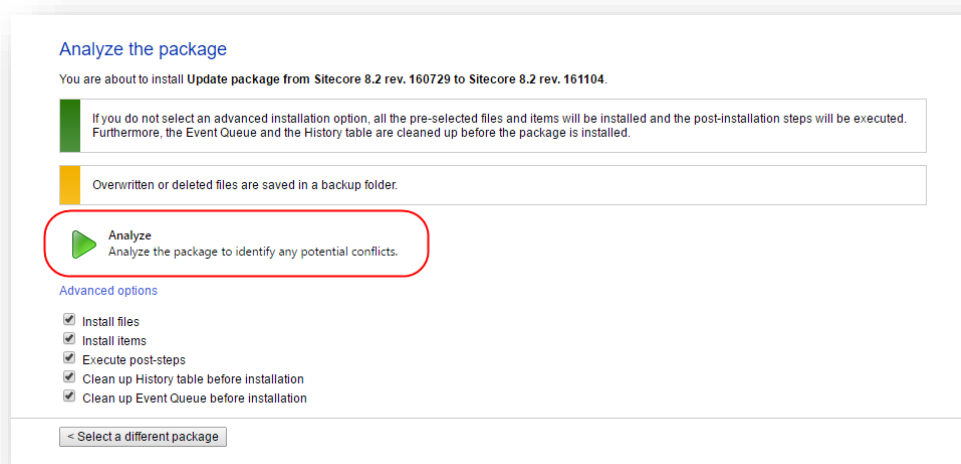 Analyze the package
You are about to install Update package from Sitecore 8.2 rev. 160729 to Sitecore 8.2 rev. 161104.
If you do not select an advanced installation option, all the pre-selected files and items will be installed and the post-installation steps will be executed.
Furthermore, the Event Queue and the History table are cleaned up before the package is installed.
Overwritten or deleted files are saved in a backup folder.
Analyze
Analyze the package to identify any potential conflicts.
Advanced options
Install files
Install items
Execute post-steps
Clean up History table before installation
Clean up Event Queue before installation
< Select a different package